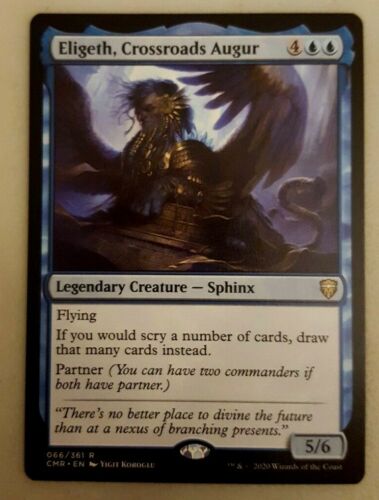 Eligeth, Crossroads Augur 4
Legendary Creature — Sphinx
Flying
If you would scry a number of cards, draw
that many cards instead.
Partner (You can have two commanders if
both have partner.)
"There's no better place to divine the future
than at a nexus of branching presents."
5/6
066/361 R
CMR • EN Yigit Koroglu
™ & © 2020 Wizards of the Coast